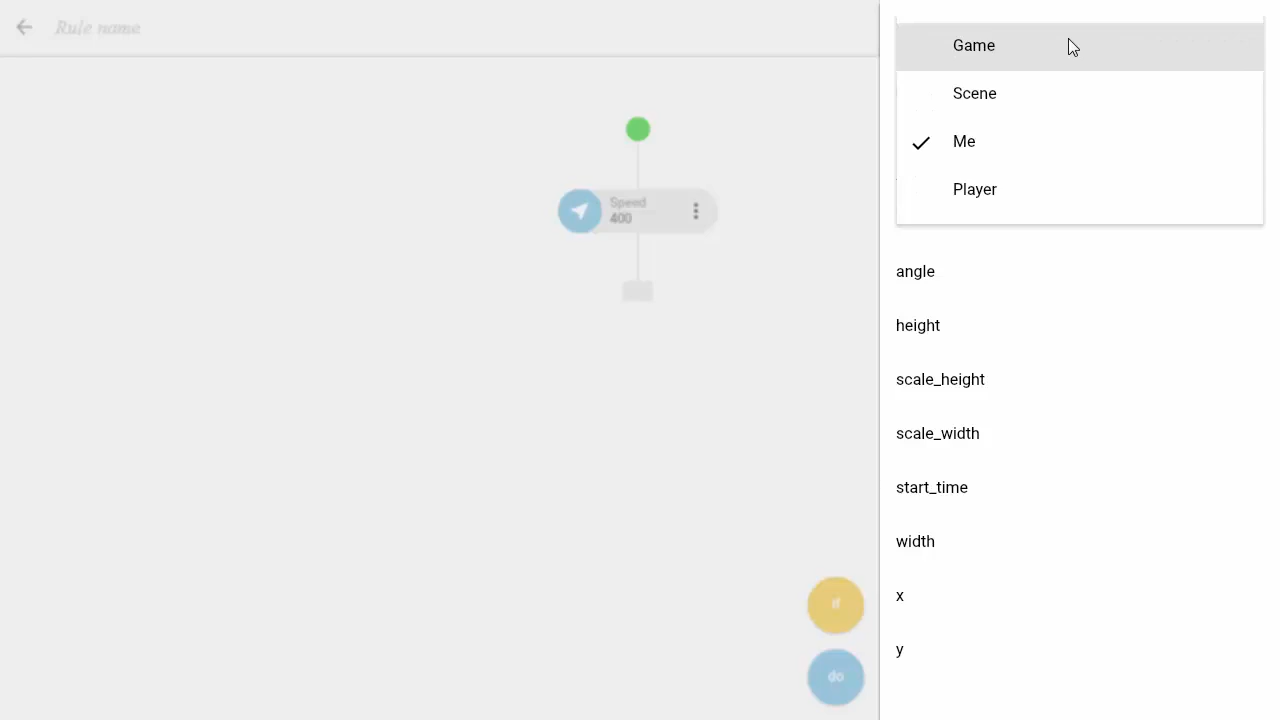 Rule name
Speed
400
if
do
Game
Scene
Me
Player
angle
height
scale_height
scale_width
start_time
width
x
y